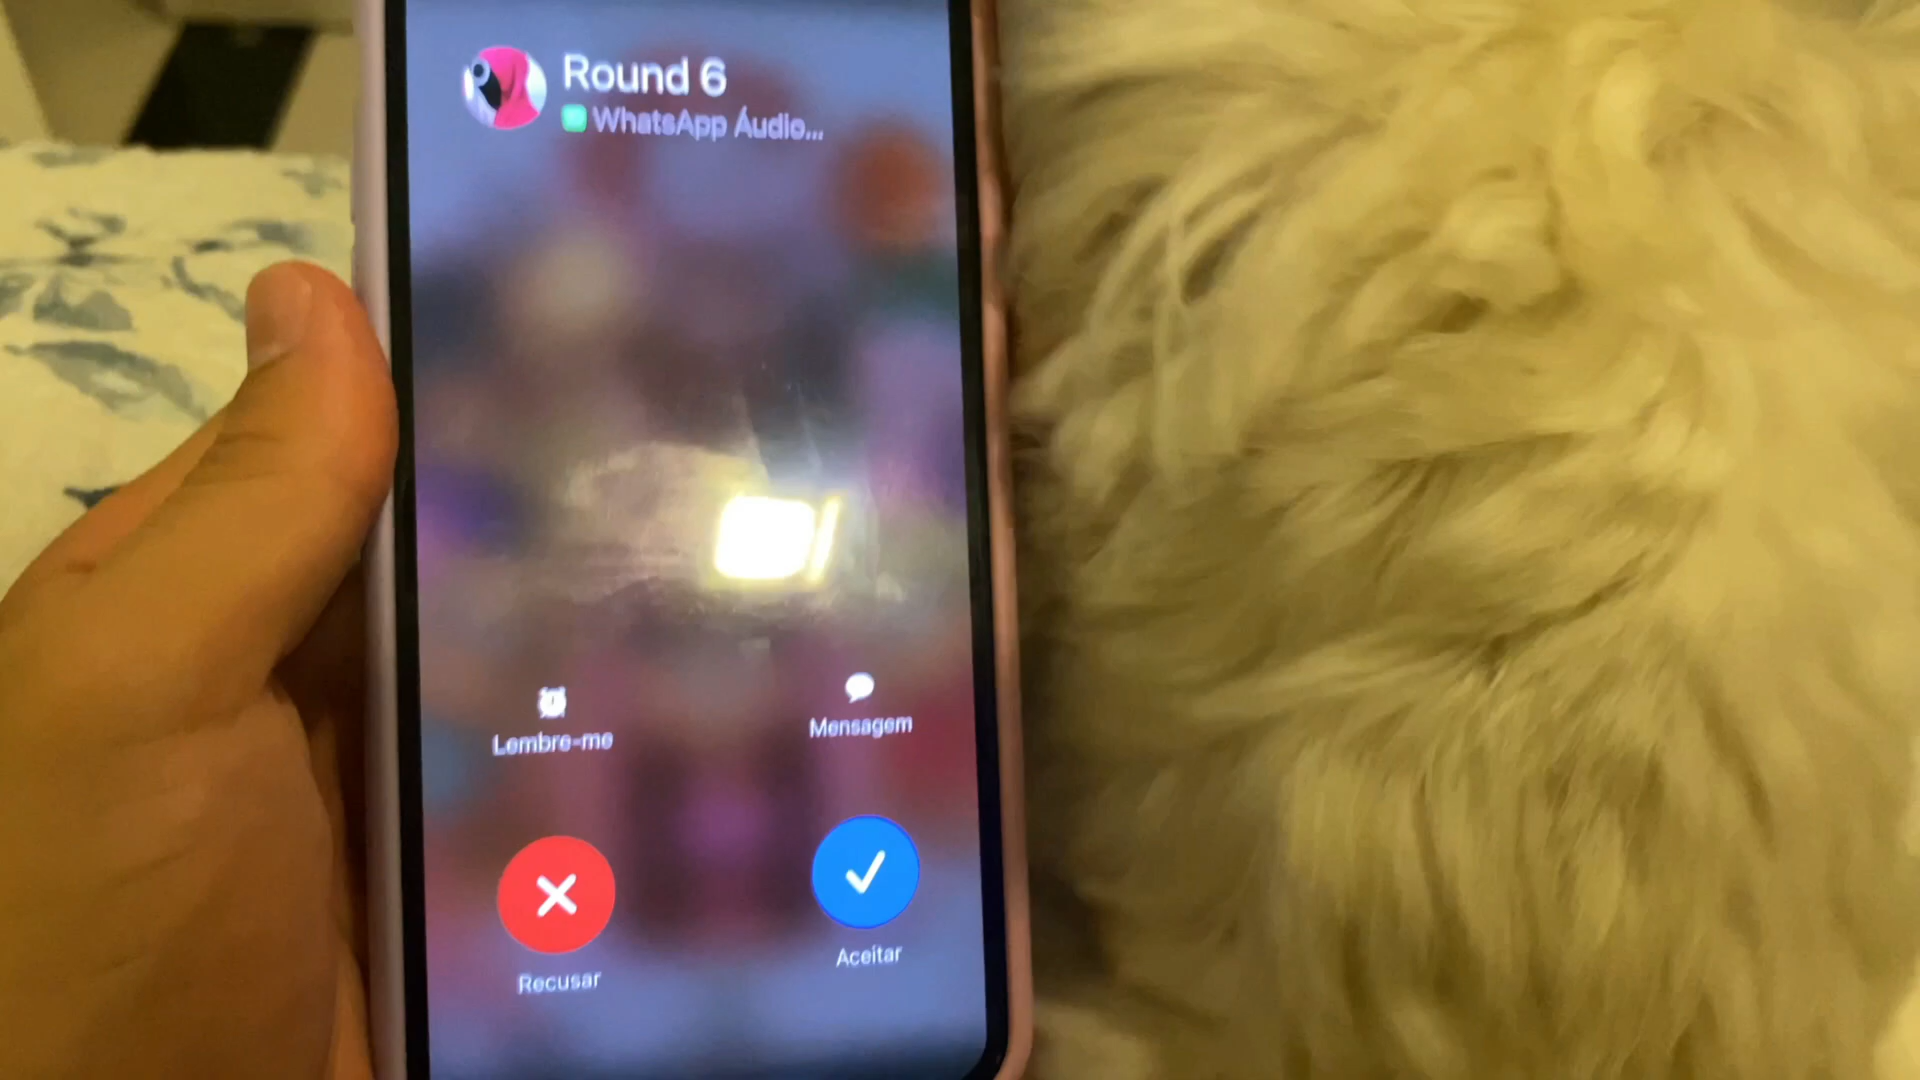 Round 6
WhatsApp Áudio...
Lembre-me
Mensagem
Recusar
Aceitar